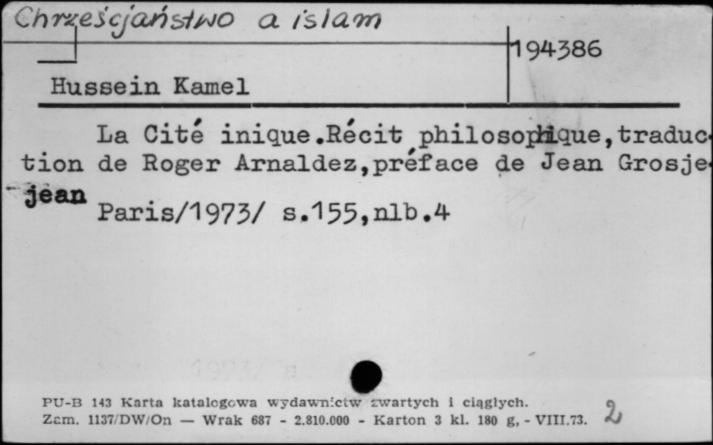 Chrześcjaństwo a islam
194386
Hussein Kamel
La Cité inique.Récit philosophique,traduc-
tion de Roger Arnaldez,préface de Jean Grosje-
jean
Paris/1973/ s.155,nlb.4
PU-B 143 Karta katalogowa wydawnictw zwartych i ciągłych.
Zam. 1137/DW/On — Wrak 687 - 2.810.000 - Karton 3 kl. 180 g, - VIII.73.
2